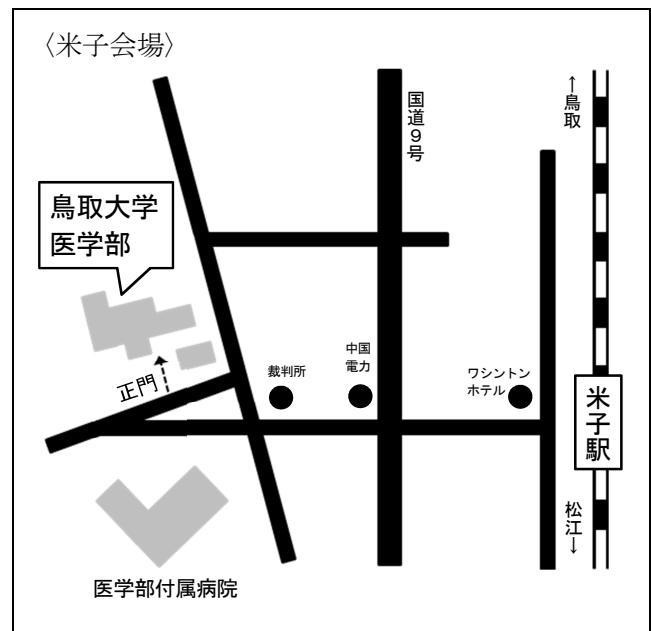 〈米子会場〉
国道９号
←鳥取
鳥取大学
医学部
中国
電力
裁判所
ワシントン
ホテル
正門
米子駅
松江→
医学部付属病院